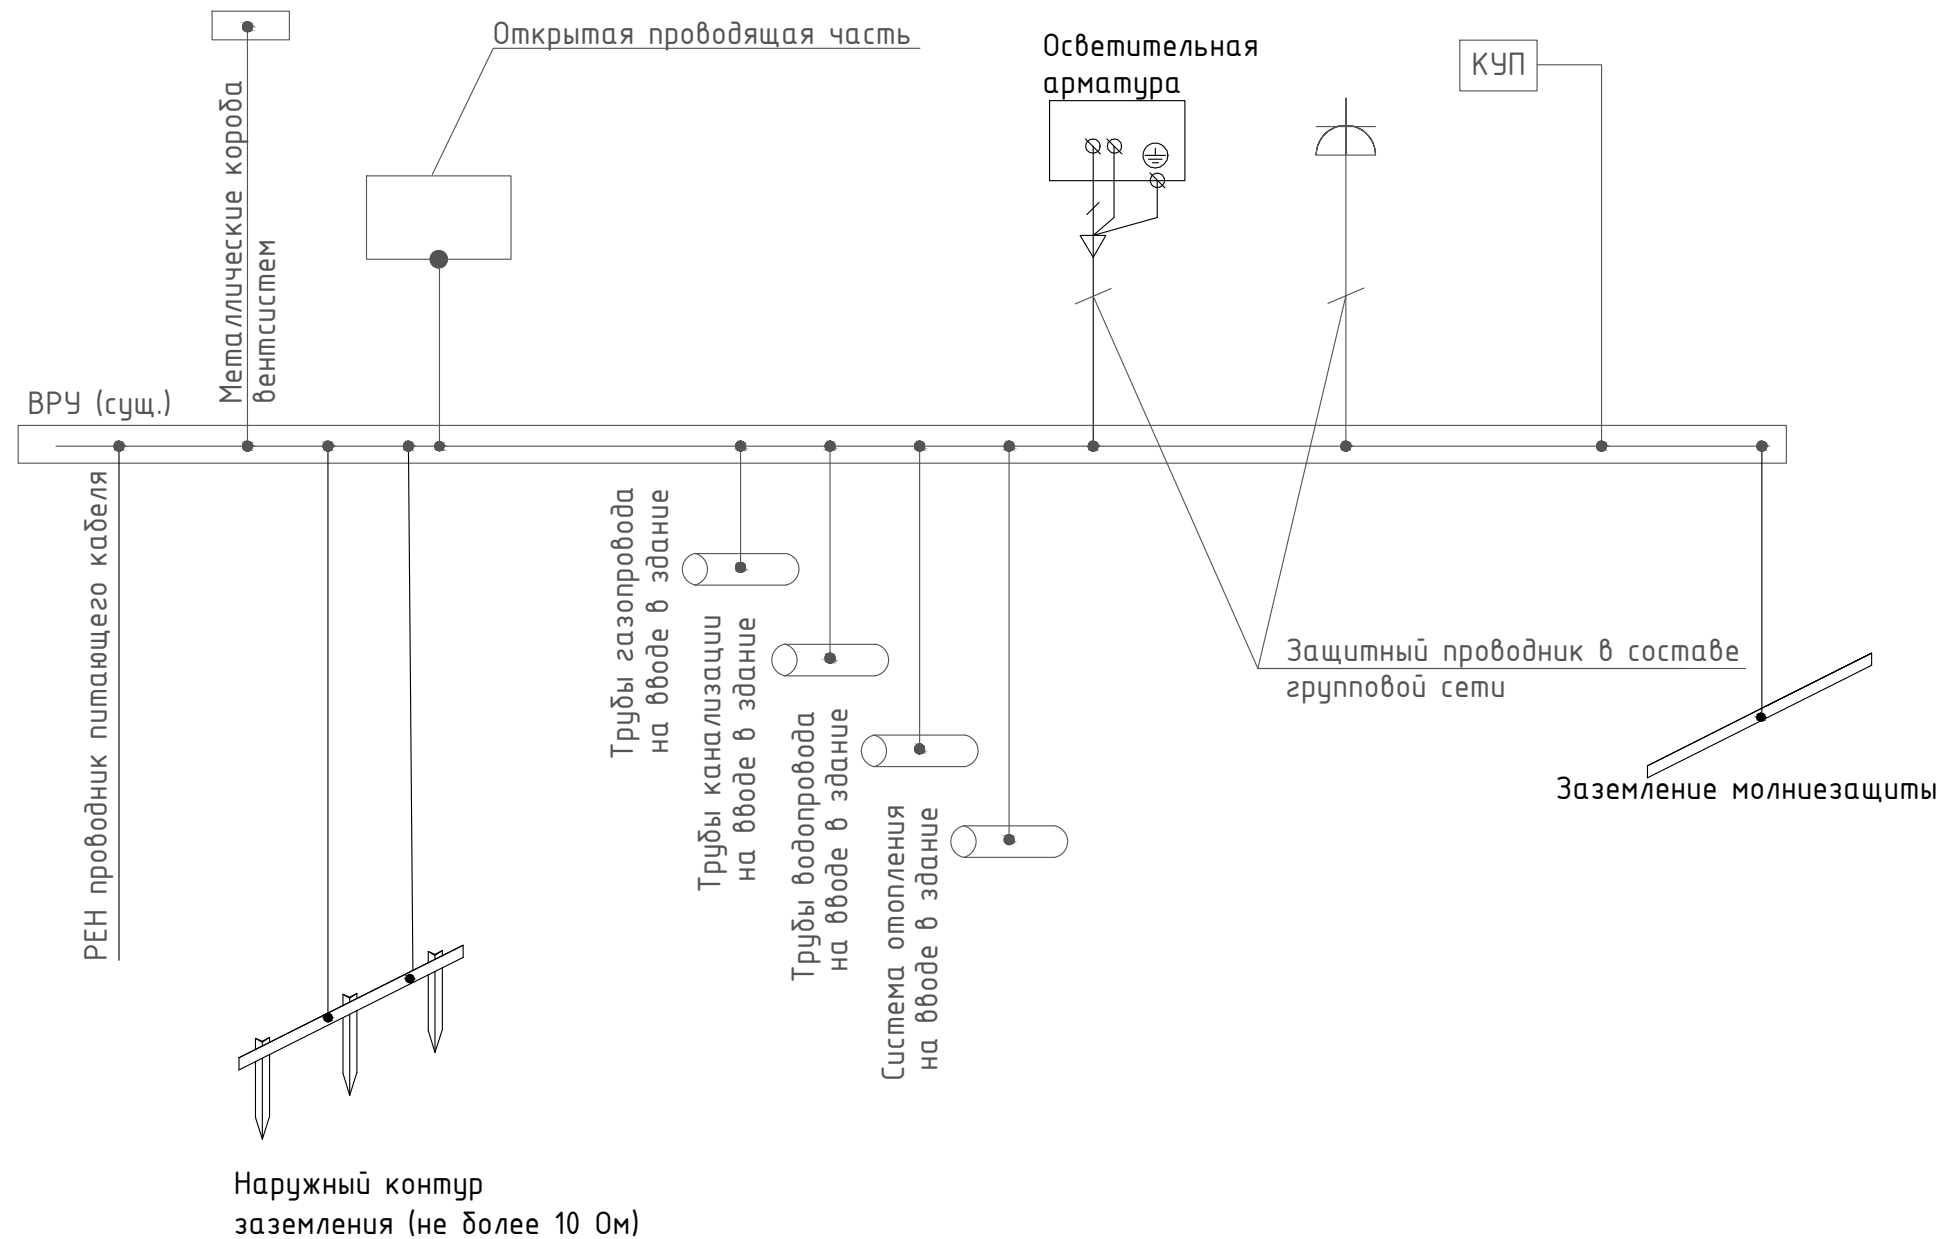 Открытая проводящая часть
Осветительная
арматура
КУП
Металлические короба
вентсистем
ВРУ (сущ.)
РЕН проводник питающего кабеля
Трубы газопровода
на вводе в здание
Трубы канализации
на вводе в здание
Трубы водопровода
на вводе в здание
Система отопления
на вводе в здание
Защитный проводник в составе
групповой сети
Заземление молниезащиты
Наружный контур
заземления (не более 10 Ом)